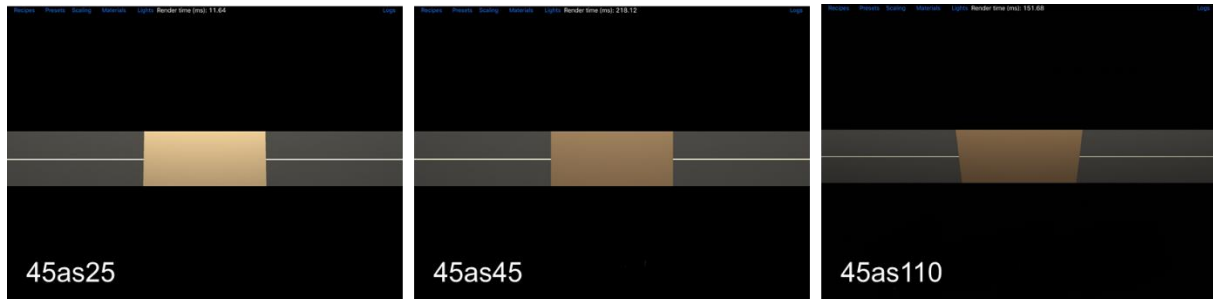 Recipes Presets Scaling Materials Lights Render time (ms): 11.64 Logs
45as25
Recipes Presets Scaling Materials Lights Render time (ms): 218.12 Logs
45as45
Recipes Presets Scaling Materials Lights Render time (ms): 151.68 Logs
45as110